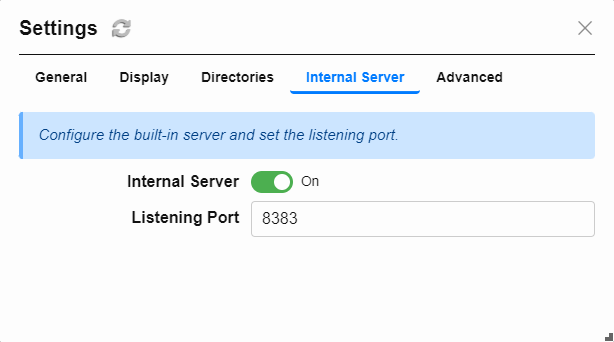 Settings
General Display Directories Internal Server Advanced
Configure the built-in server and set the listening port.
Internal Server On
Listening Port 8383